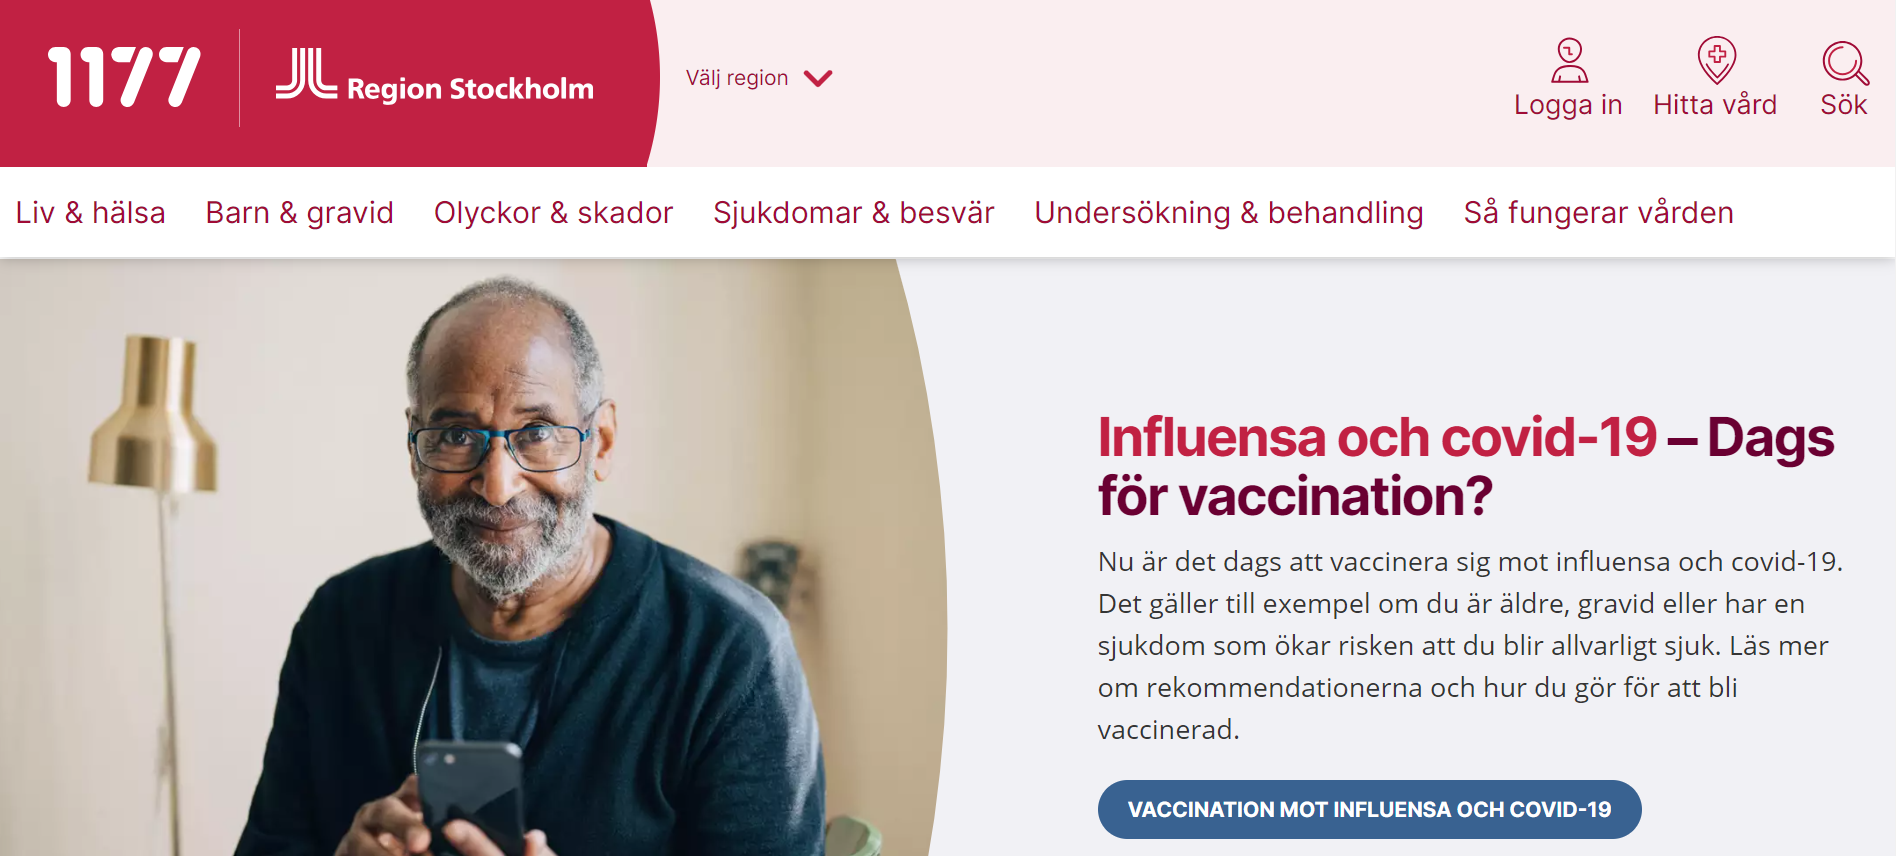 1177
Region Stockholm
Välj region
Logga in
Hitta vård
Sök
Liv & hälsa
Barn & gravid
Olyckor & skador
Sjukdomar & besvär
Undersökning & behandling
Så fungerar vården
Influensa och covid-19 – Dags
för vaccination?
Nu är det dags att vaccinera sig mot influensa och covid-19.
Det gäller till exempel om du är äldre, gravid eller har en
sjukdom som ökar risken att du blir allvarligt sjuk. Läs mer
om rekommendationerna och hur du gör för att bli
vaccinerad.
VACCINATION MOT INFLUENSA OCH COVID-19